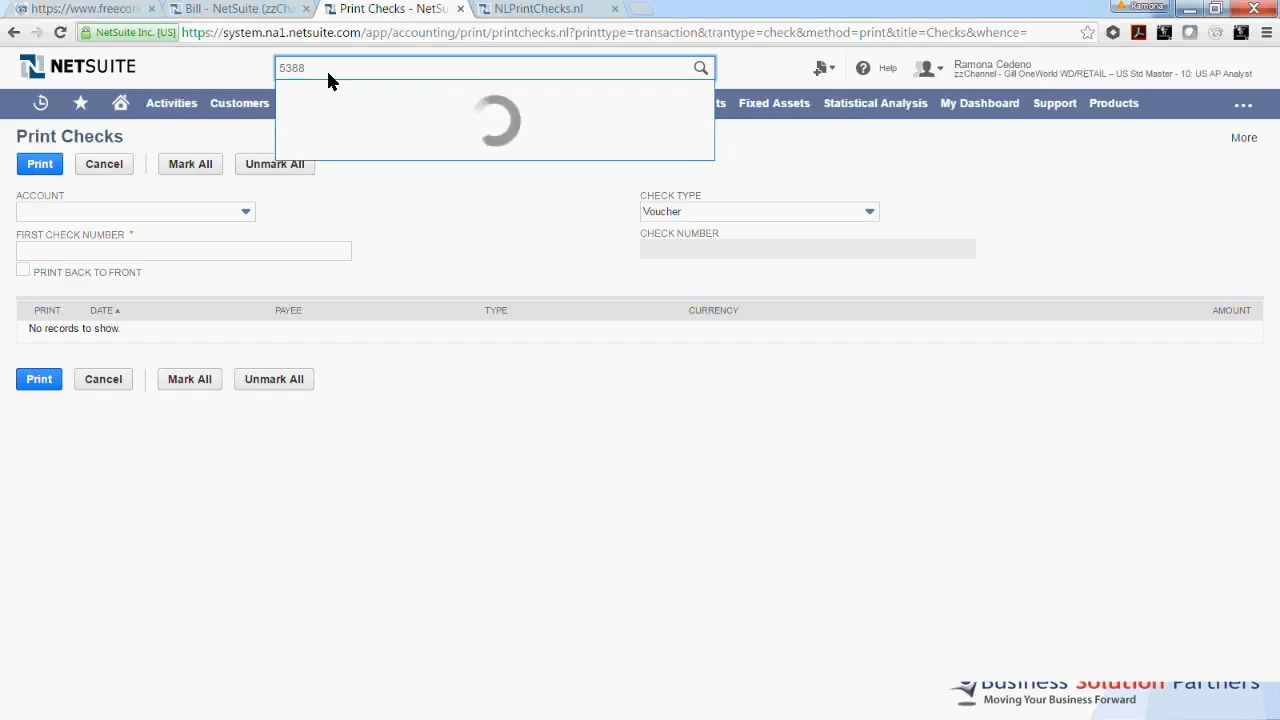 https://www.freecon
Bill - NetSuite (zzCha
Print Checks - NetSu
NLPrintChecks.nl
Ramona
NetSuite Inc. [US]
https://system.na1.netsuite.com/app/accounting/print/printchecks.nl?printtype=transaction&trantype=check&method=print&title=Checks&whence=
NETSUITE
5388
Help
Ramona Cedeno
zzChannel - Gill OneWorld WD/RETAIL – US Std Master - 10: US AP Analyst
Activities
Customers
ts
Fixed Assets
Statistical Analysis
My Dashboard
Support
Products
Print Checks
More
Print
Cancel
Mark All
Unmark All
ACCOUNT
CHECK TYPE
Voucher
FIRST CHECK NUMBER *
CHECK NUMBER
PRINT BACK TO FRONT
PRINT
DATE
PAYEE
TYPE
CURRENCY
AMOUNT
No records to show.
Print
Cancel
Mark All
Unmark All
Business Solution Partners
Moving Your Business Forward